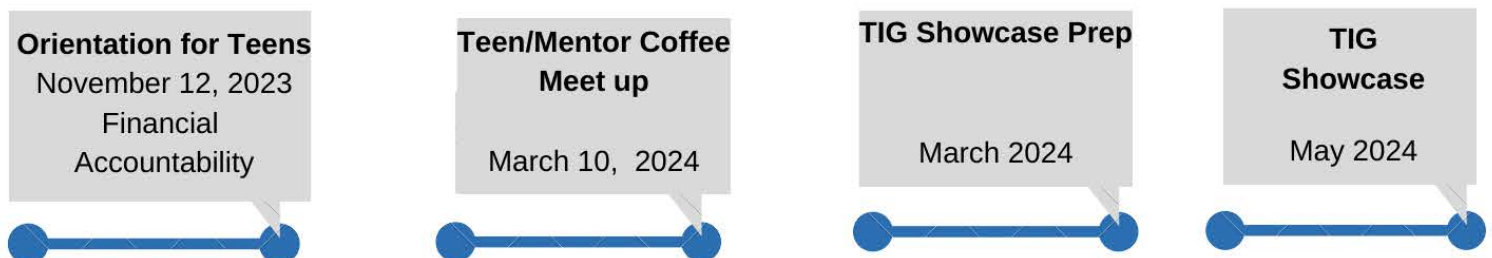 Orientation for Teens
November 12, 2023
Financial
Accountability
Teen/Mentor Coffee
Meet up
March 10, 2024
TIG Showcase Prep
March 2024
TIG
Showcase
May 2024